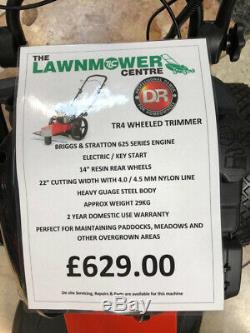 THE
LAWNMOWER
TLC
CENTRE
DR
TR4 WHEELED TRIMMER
BRIGGS & STRATTON 625 SERIES ENGINE
ELECTRIC / KEY START
14" RESIN REAR WHEELS
22" CUTTING WIDTH WITH 4.0 / 4.5 MM NYLON LINE
HEAVY GUAGE STEEL BODY
APPROX WEIGHT 29KG
2 YEAR DOMESTIC USE WARRANTY
PERFECT FOR MAINTAINING PADDOCKS, MEADOWS AND
OTHER OVERGROWN AREAS
£629.00
On site Servicing, Repairs & Parts are available for this machine